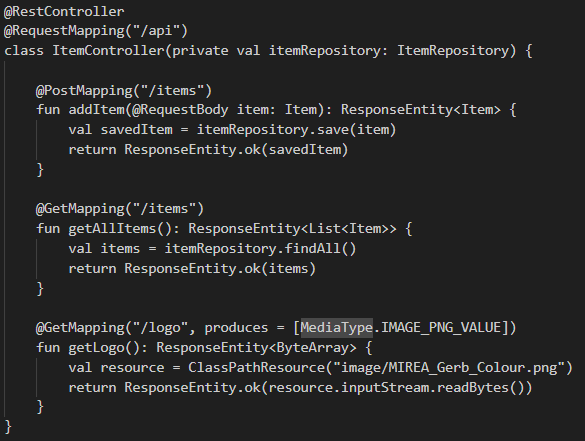 @RestController
@RequestMapping("/api")
class ItemController(private val itemRepository: ItemRepository) {
@PostMapping("/items")
fun addItem(@RequestBody item: Item): ResponseEntity<Item> {
val savedItem = itemRepository.save(item)
return ResponseEntity.ok(savedItem)
}
@GetMapping("/items")
fun getAllItems(): ResponseEntity<List<Item>> {
val items = itemRepository.findAll()
return ResponseEntity.ok(items)
}
@GetMapping("/logo", produces = [MediaType.IMAGE_PNG_VALUE])
fun getLogo(): ResponseEntity<ByteArray> {
val resource = ClassPathResource("image/MIREA_Gerb_Colour.png")
return ResponseEntity.ok(resource.inputStream.readBytes())
}
}